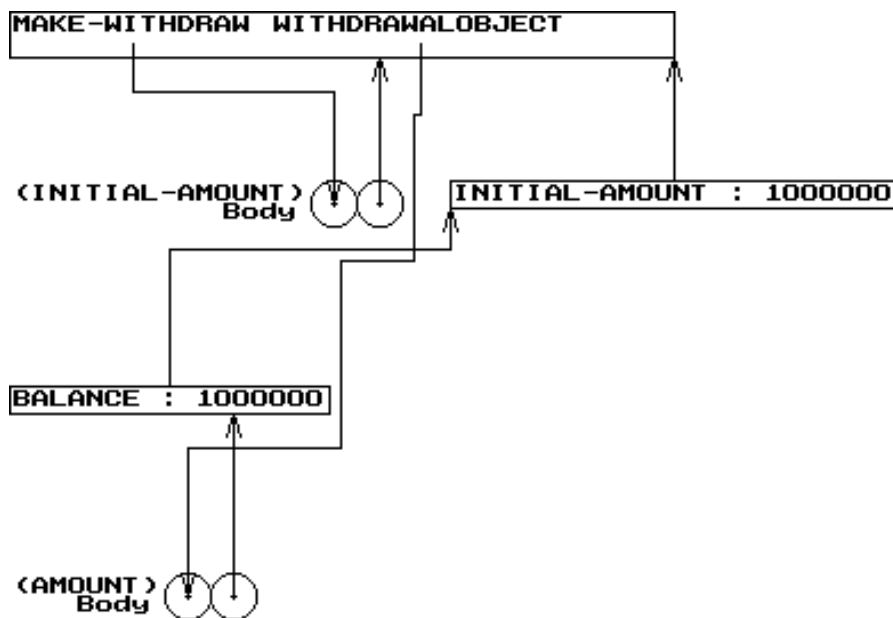 MAKE-WITHDRAW WITHDRAWALOBJECT
(INITIAL-AMOUNT)
Body
INITIAL-AMOUNT : 1000000
BALANCE : 1000000
(AMOUNT)
Body